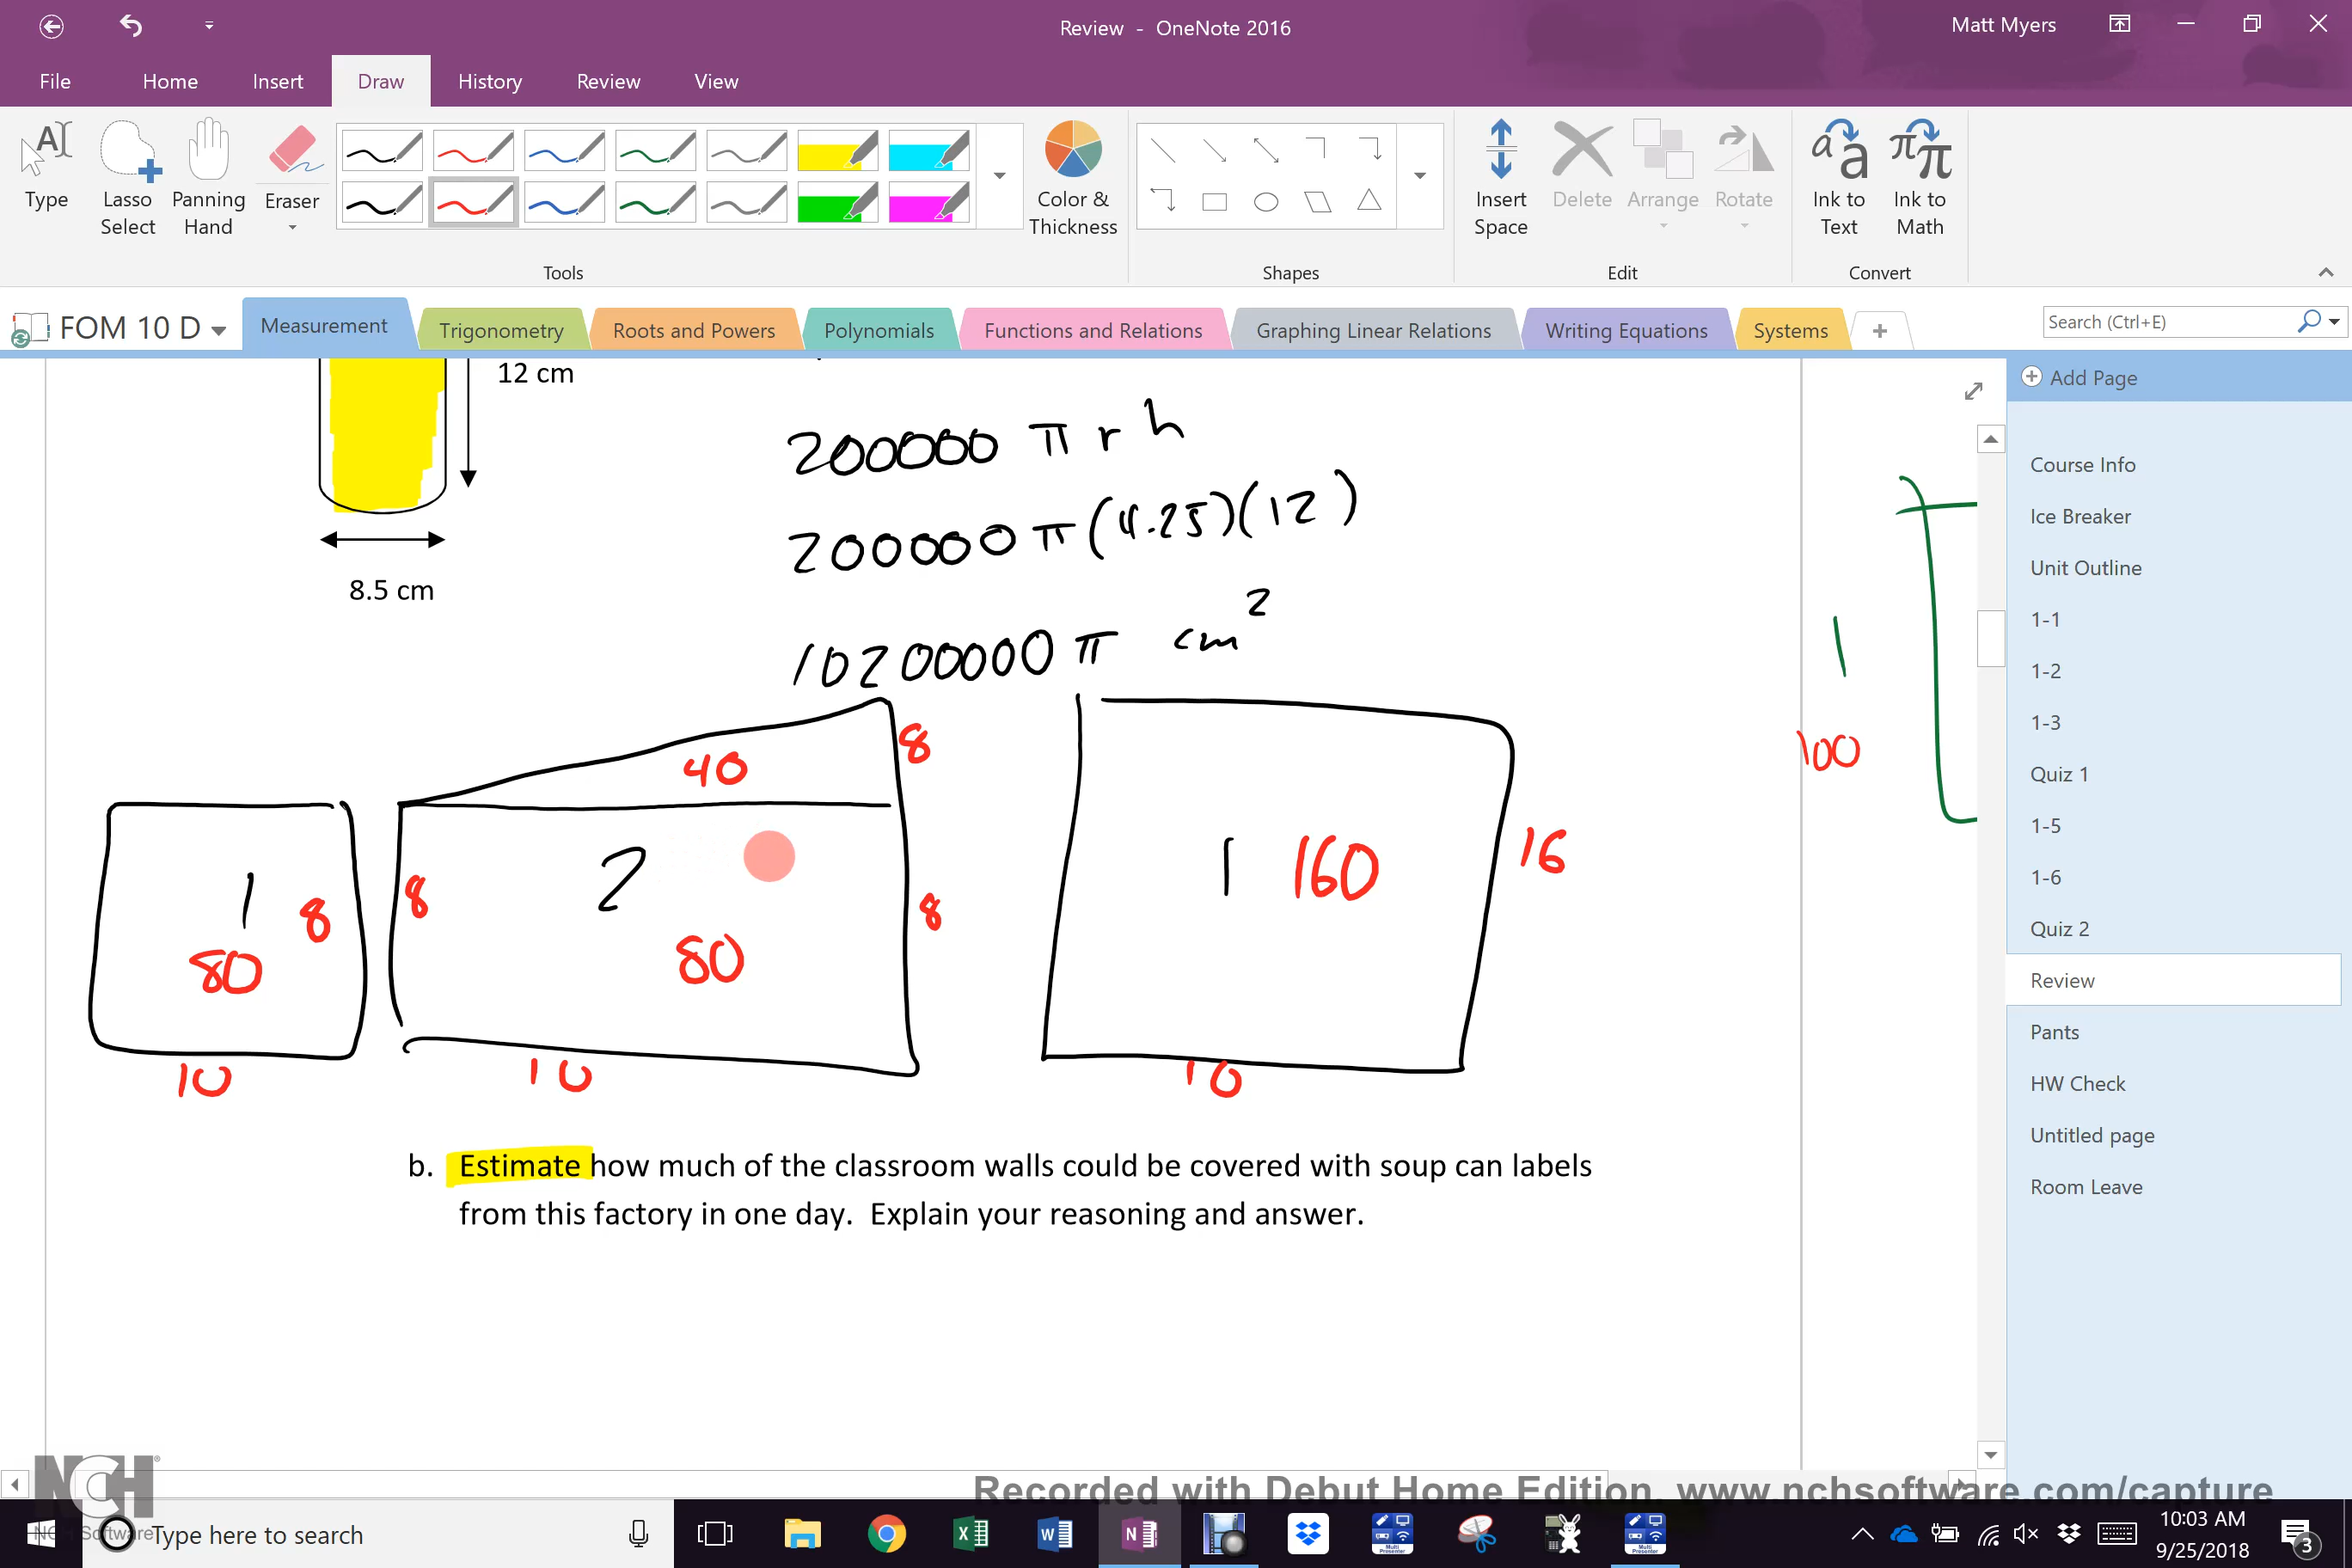 Review - OneNote 2016
Matt Myers
File Home Insert Draw History Review View
Type
Lasso Select
Panning Hand
Eraser
Color & Thickness
Insert Space
Delete
Arrange
Rotate
Ink to Text
Ink to Math
Tools Shapes Edit Convert
FOM 10 D Measurement Trigonometry Roots and Powers Polynomials Functions and Relations Graphing Linear Relations Writing Equations Systems
Search (Ctrl+E)
Add Page
Course Info
Ice Breaker
Unit Outline
1-1
1-2
1-3
Quiz 1
1-5
1-6
Quiz 2
Review
Pants
HW Check
Untitled page
Room Leave
12 cm
8.5 cm
200000 π r h
200000 π (4.25)(12)
10200000 π cm²
1
100
40 8
1 8 80 10
8 2 80 8 10
1 160 16 10
b. Estimate how much of the classroom walls could be covered with soup can labels
from this factory in one day. Explain your reasoning and answer.
NCH
NCH Software
Recorded with Debut Home Edition. www.nchsoftware.com/capture
Type here to search
10:03 AM
9/25/2018
3